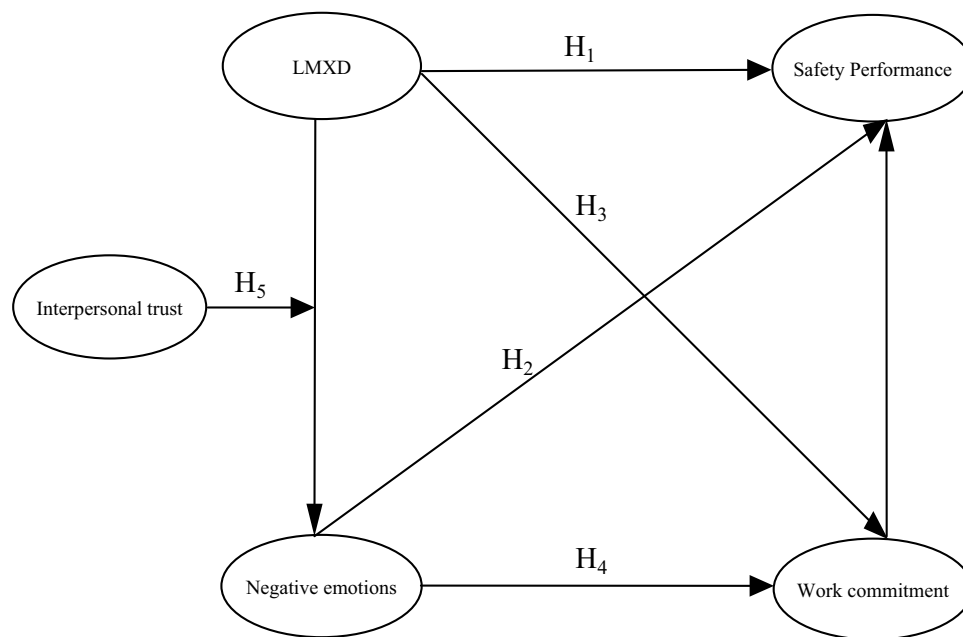 H₁
LMXD
Safety Performance
H₃
H₅
Interpersonal trust
H₂
H₄
Negative emotions
Work commitment